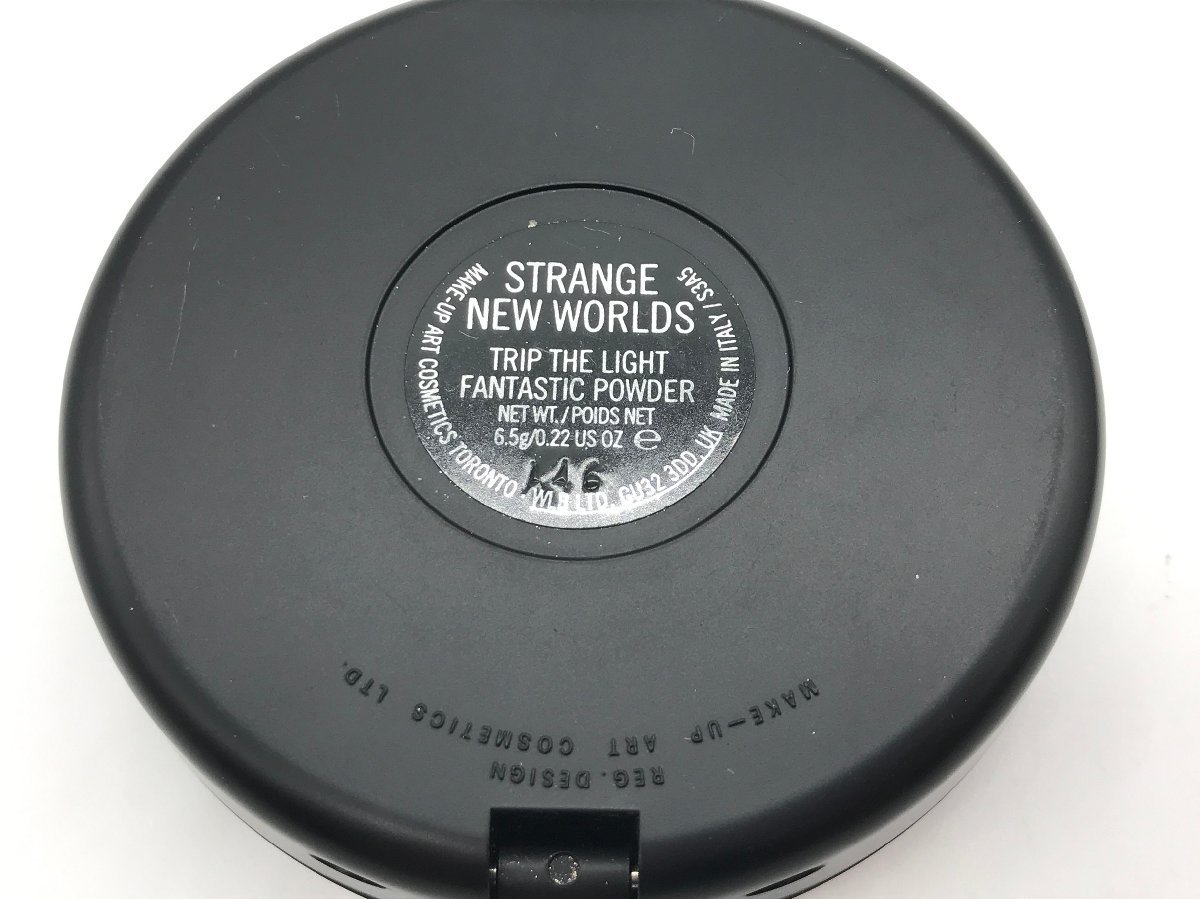 STRANGE
NEW WORLDS
TRIP THE LIGHT
FANTASTIC POWDER
NET WT./POIDS NET
6.5g/0.22 US OZ e
MAKE-UP ART COSMETICS TORONTO WLB LTD. GU32 3DD, UK MADE IN ITALY / S3A5
A46
MAKE-UP ART COSMETICS LTD.
REG. DESIGN